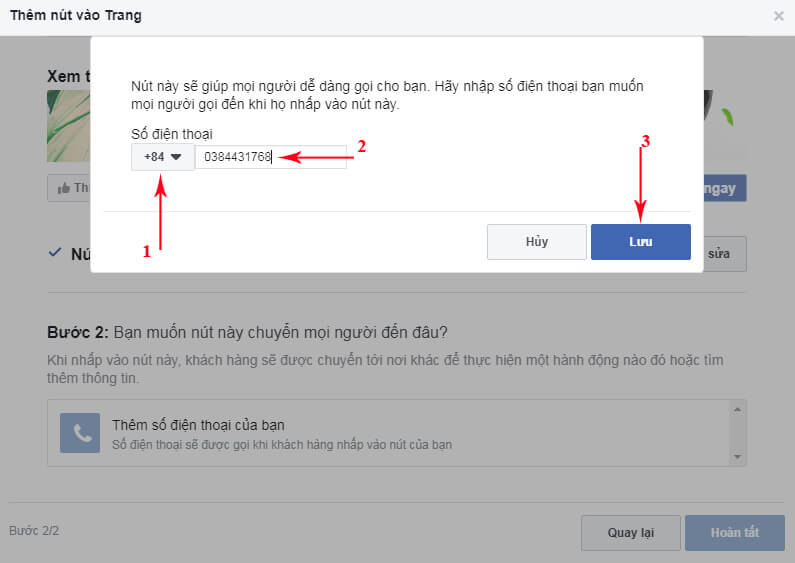 Thêm nút vào Trang
×
Xem t
Nút này sẽ giúp mọi người dễ dàng gọi cho bạn. Hãy nhập số điện thoại bạn muốn
mọi người gọi đến khi họ nhấp vào nút này.
Số điện thoại
+84 0384431768 2
3
1
Th
ngay
Hủy Lưu
Nú
sửa
Bước 2: Bạn muốn nút này chuyển mọi người đến đâu?
Khi nhấp vào nút này, khách hàng sẽ được chuyển tới nơi khác để thực hiện một hành động nào đó hoặc tìm
thêm thông tin.
Thêm số điện thoại của bạn
Số điện thoại sẽ được gọi khi khách hàng nhấp vào nút của bạn
Bước 2/2
Quay lại Hoàn tất